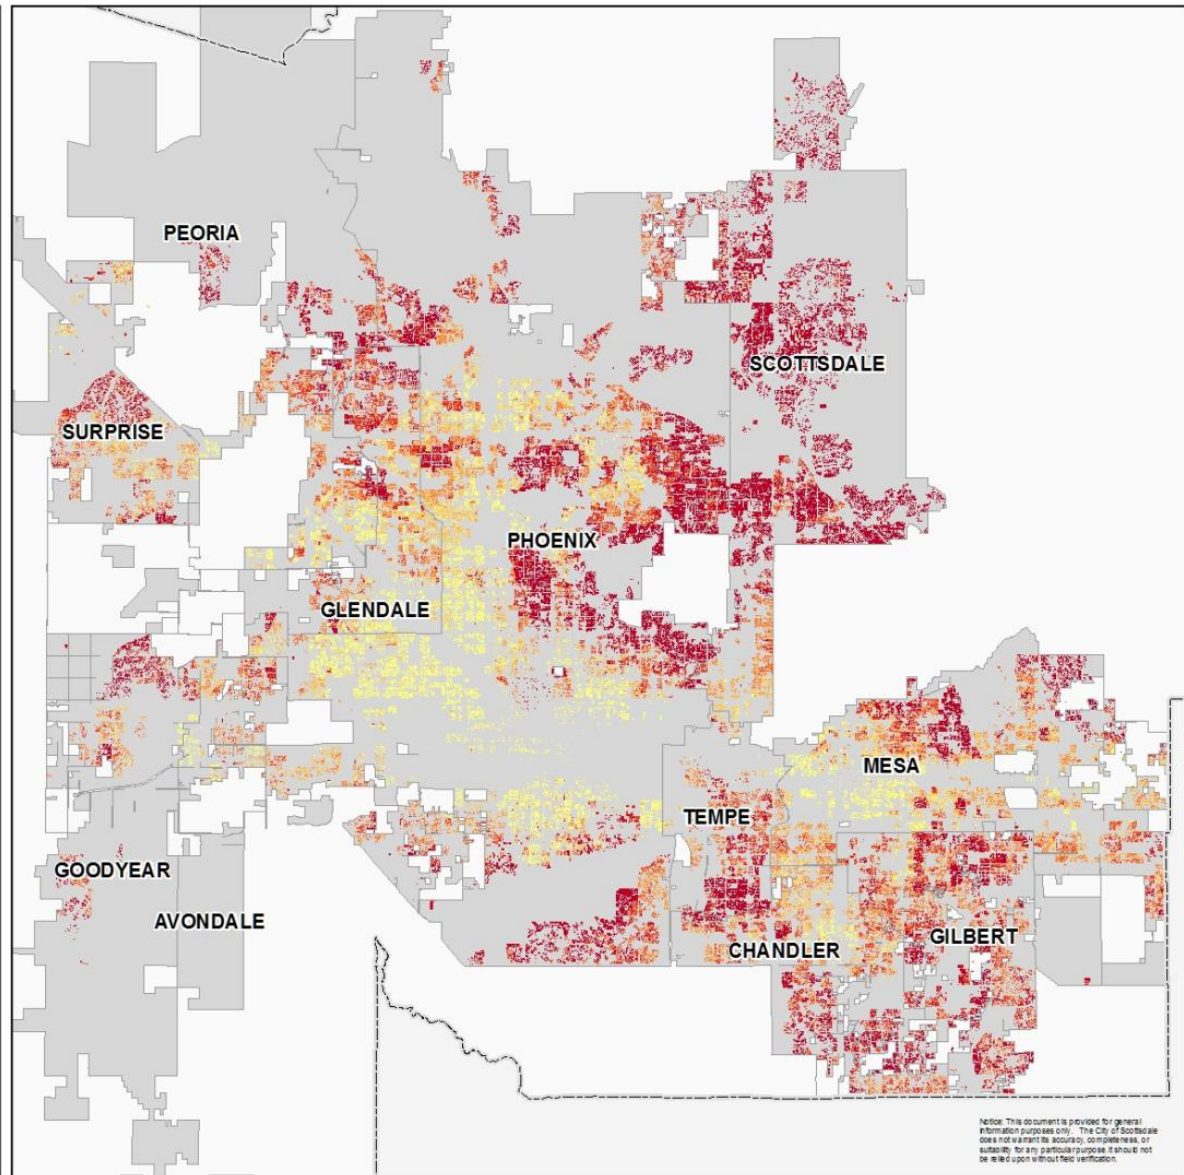 PEORIA
SCOTTSDALE
SURPRISE
PHOENIX
GLENDALE
MESA
TEMPE
GOODYEAR
AVONDALE
CHANDLER
GILBERT
Notice: This document is provided for general
information purposes only. The City of Scottsdale
does not warrant its accuracy, completeness, or
suitability for any particular purpose. It should not
be relied upon without field verification.